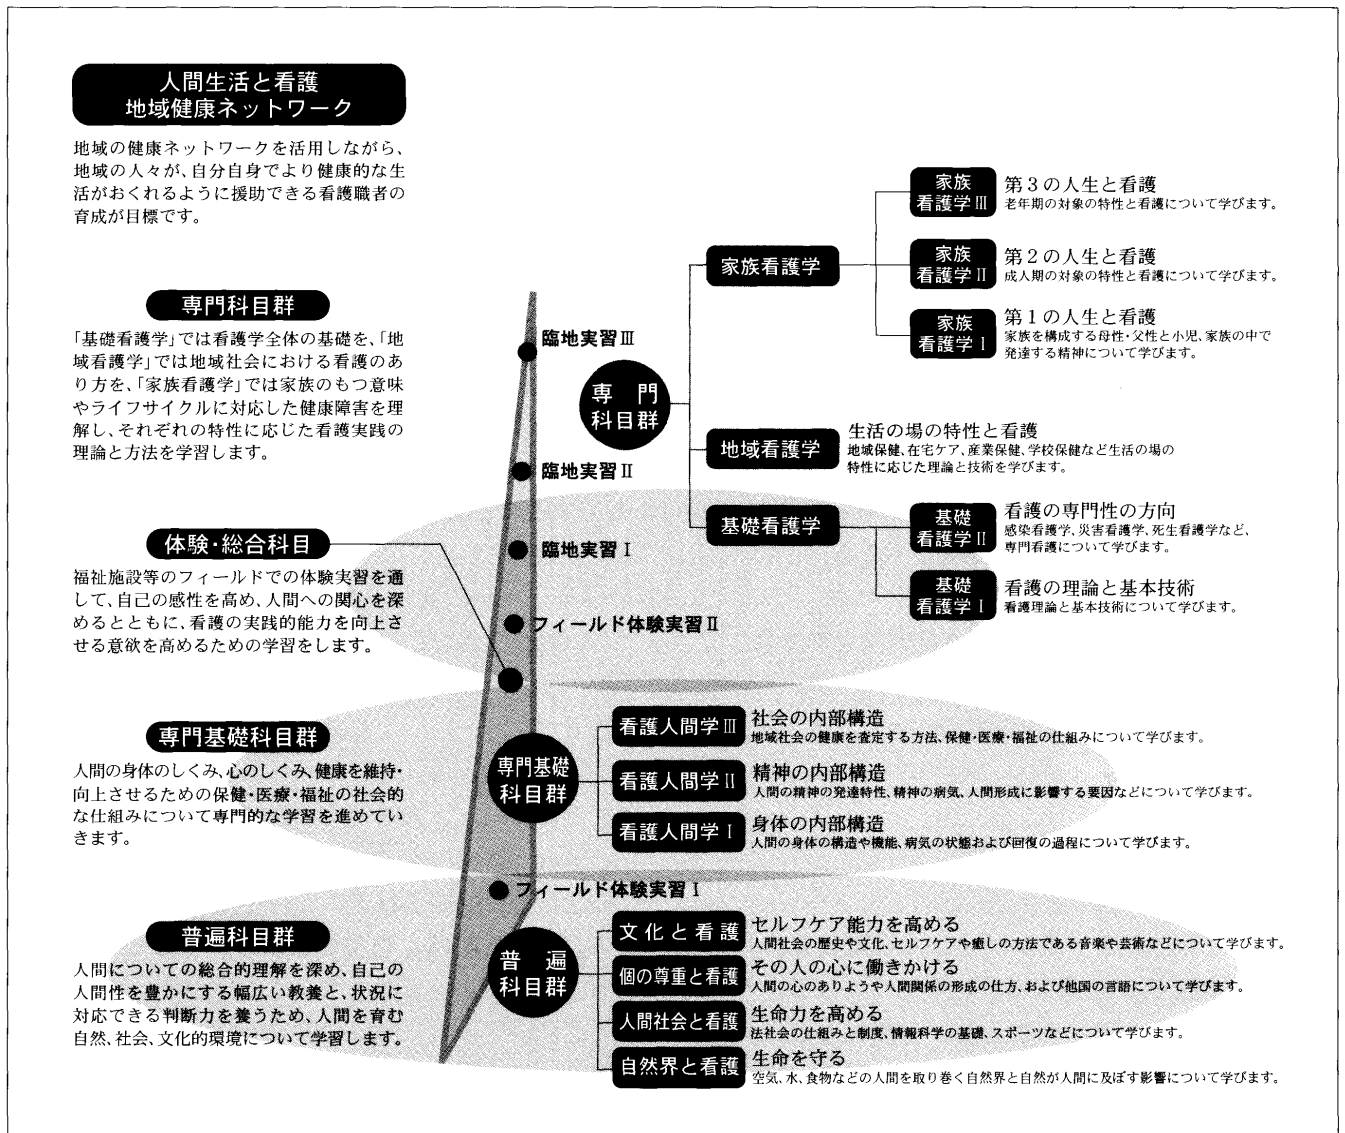 人間生活と看護
地域健康ネットワーク
地域の健康ネットワークを活用しながら、
地域の人々が、自分自身でより健康的な生
活がおくれるように援助できる看護職者の
育成が目標です。
専門科目群
「基礎看護学」では看護学全体の基礎を、「地
域看護学」では地域社会における看護のあ
り方を、「家族看護学」では家族のもつ意味
やライフサイクルに対応した健康障害を理
解し、それぞれの特性に応じた看護実践の
理論と方法を学習します。
体験・総合科目
福祉施設等のフィールドでの体験実習を通
して、自己の感性を高め、人間への関心を深
めるとともに、看護の実践的能力を向上さ
せる意欲を高めるための学習をします。
専門基礎科目群
人間の身体のしくみ、心のしくみ、健康を維持・
向上させるための保健・医療・福祉の社会的
な仕組みについて専門的な学習を進めてい
きます。
普遍科目群
人間についての総合的理解を深め、自己の
人間性を豊かにする幅広い教養と、状況に
対応できる判断力を養うため、人間を育む
自然、社会、文化的環境について学習します。
臨地実習Ⅲ
臨地実習Ⅱ
臨地実習Ⅰ
フィールド体験実習Ⅱ
フィールド体験実習Ⅰ
専門
科目群
家族看護学
家族
看護学Ⅲ
第3の人生と看護
老年期の対象の特性と看護について学びます。
家族
看護学Ⅱ
第2の人生と看護
成人期の対象の特性と看護について学びます。
家族
看護学Ⅰ
第1の人生と看護
家族を構成する母性・父性と小児、家族の中で
発達する精神について学びます。
地域看護学
生活の場の特性と看護
地域保健、在宅ケア、産業保健、学校保健など生活の場の
特性に応じた理論と技術を学びます。
基礎看護学
基礎
看護学Ⅱ
看護の専門性の方向
感染看護学、災害看護学、死生看護学など、
専門看護について学びます。
基礎
看護学Ⅰ
看護の理論と基本技術
看護理論と基本技術について学びます。
専門基礎
科目群
看護人間学Ⅲ
社会の内部構造
地域社会の健康を査定する方法、保健・医療・福祉の仕組みについて学びます。
看護人間学Ⅱ
精神の内部構造
人間の精神の発達特性、精神の病気、人間形成に影響する要因などについて学びます。
看護人間学Ⅰ
身体の内部構造
人間の身体の構造や機能、病気の状態および回復の過程について学びます。
普遍
科目群
文化と看護
セルフケア能力を高める
人間社会の歴史や文化、セルフケアや癒しの方法である音楽や芸術などについて学びます。
個の尊重と看護
その人の心に働きかける
人間の心のありようや人間関係の形成の仕方、および他国の言語について学びます。
人間社会と看護
生命力を高める
法社会の仕組みと制度、情報科学の基礎、スポーツなどについて学びます。
自然界と看護
生命を守る
空気、水、食物などの人間を取り巻く自然界と自然が人間に及ぼす影響について学びます。